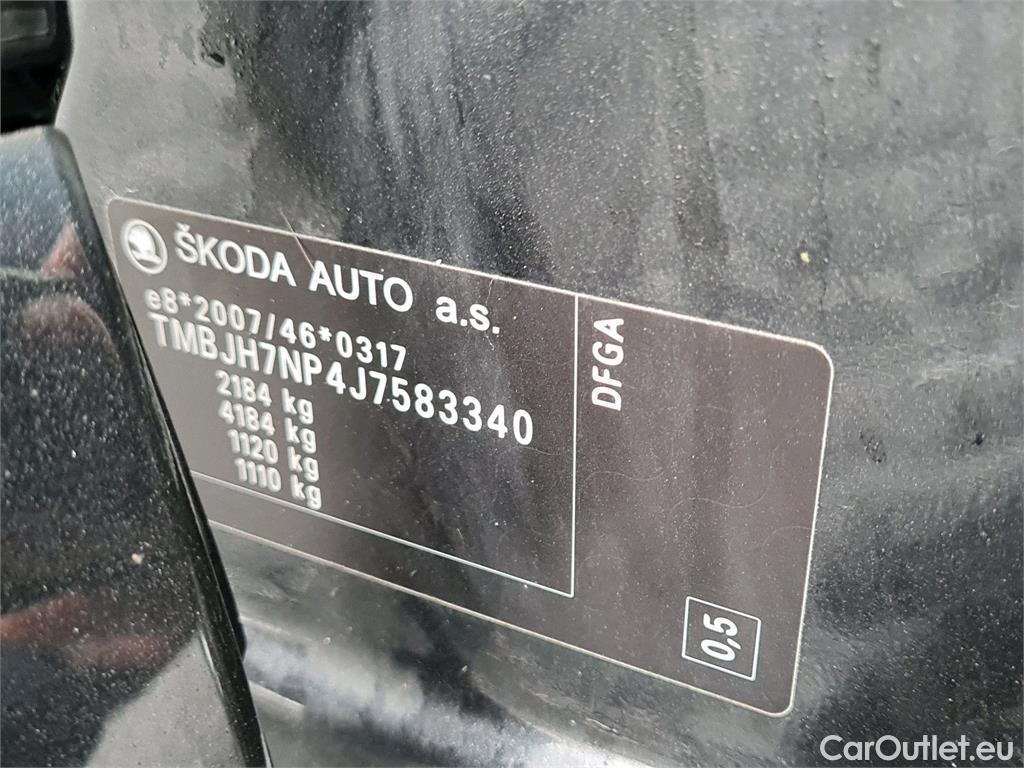 ŠKODA AUTO a.s.
e8*2007/46*0317
TMBJH7NP4J7583340
2184 kg
4184 kg
1120 kg
1110 kg
DFGA
0,5
CarOutlet.eu